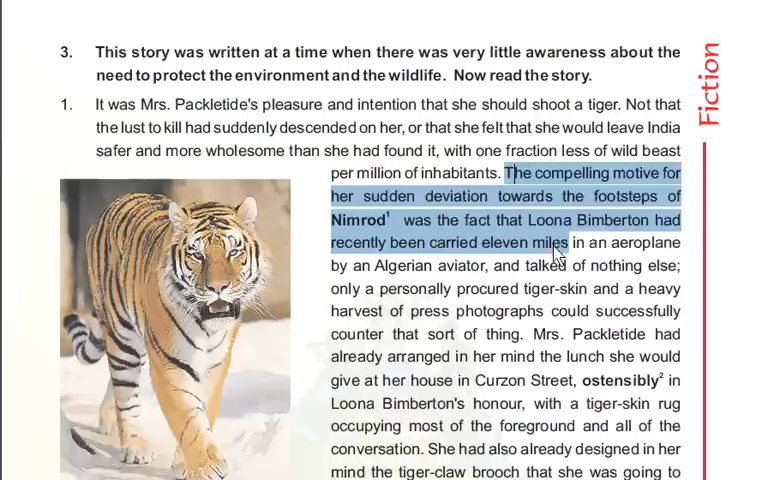 3. This story was written at a time when there was very little awareness about the
need to protect the environment and the wildlife. Now read the story.
1. It was Mrs. Packletide's pleasure and intention that she should shoot a tiger. Not that
the lust to kill had suddenly descended on her, or that she felt that she would leave India
safer and more wholesome than she had found it, with one fraction less of wild beast
per million of inhabitants. The compelling motive for
her sudden deviation towards the footsteps of
Nimrod¹ was the fact that Loona Bimberton had
recently been carried eleven miles in an aeroplane
by an Algerian aviator, and talked of nothing else;
only a personally procured tiger-skin and a heavy
harvest of press photographs could successfully
counter that sort of thing. Mrs. Packletide had
already arranged in her mind the lunch she would
give at her house in Curzon Street, ostensibly² in
Loona Bimberton's honour, with a tiger-skin rug
occupying most of the foreground and all of the
conversation. She had also already designed in her
mind the tiger-claw brooch that she was going to
Fiction